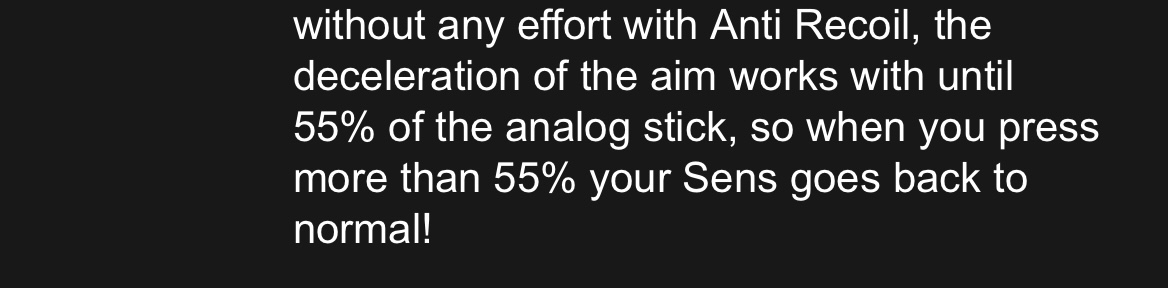 without any effort with Anti Recoil, the
deceleration of the aim works with until
55% of the analog stick, so when you press
more than 55% your Sens goes back to
normal!